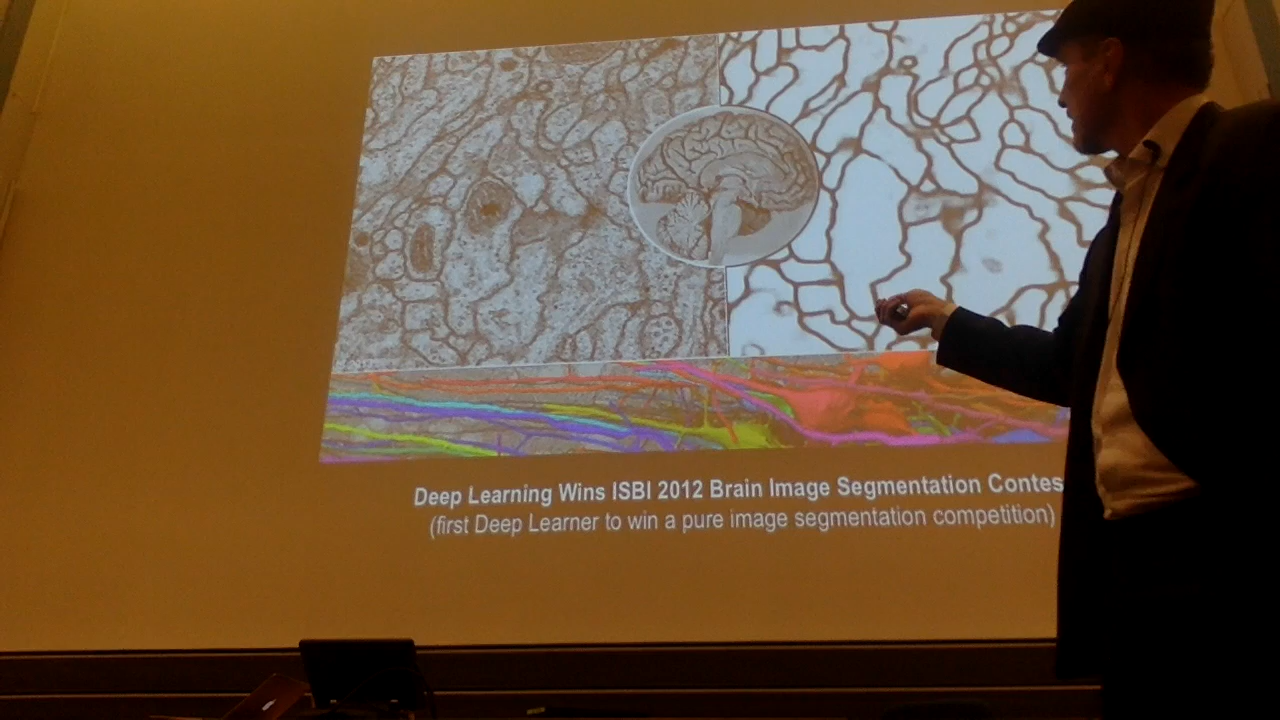 Deep Learning Wins ISBI 2012 Brain Image Segmentation Contes
(first Deep Learner to win a pure image segmentation competition)